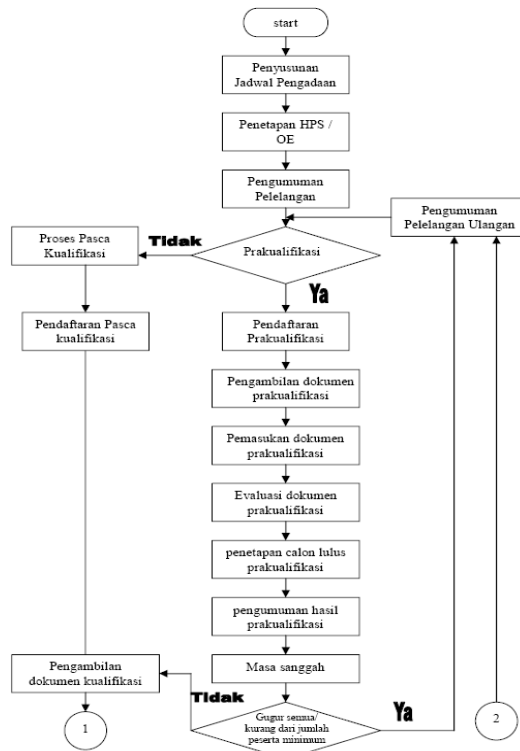 start
Penyusunan
Jadwal Pengadaan
Penetapan HPS /
OE
Pengumuman
Pelelangan
Pengumuman
Pelelangan Ulangan
Proses Pasca
Kualifikasi
Tidak
Prakualifikasi
Ya
Pendaftaran Pasca
kualifikasi
Pendaftaran
Prakualifikasi
Pengambilan dokumen
prakualifikasi
Pemasukan dokumen
prakualifikasi
Evaluasi dokumen
prakualifikasi
penetapan calon lulus
prakualifikasi
pengumuman hasil
prakualifikasi
Masa sanggah
Pengambilan
dokumen kualifikasi
Tidak
Gugur semua/
kurang dari jumlah
peserta minimum
Ya
1
2